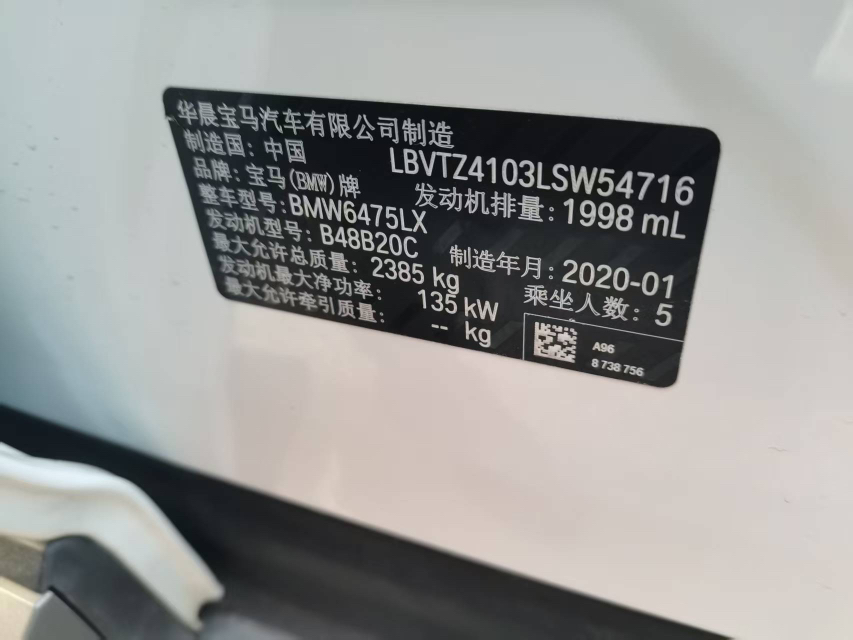 华晨宝马汽车有限公司制造
制造国：中国 LBVTZ4103LSW54716
品牌：宝马(BMW)牌 发动机排量：1998 mL
整车型号：BMW6475LX
发动机型号：B48B20C 制造年月：2020-01
最大允许总质量：2385 kg 乘坐人数：5
发动机最大净功率：135 kW
最大允许牵引质量：-- kg
A96
8 738 756